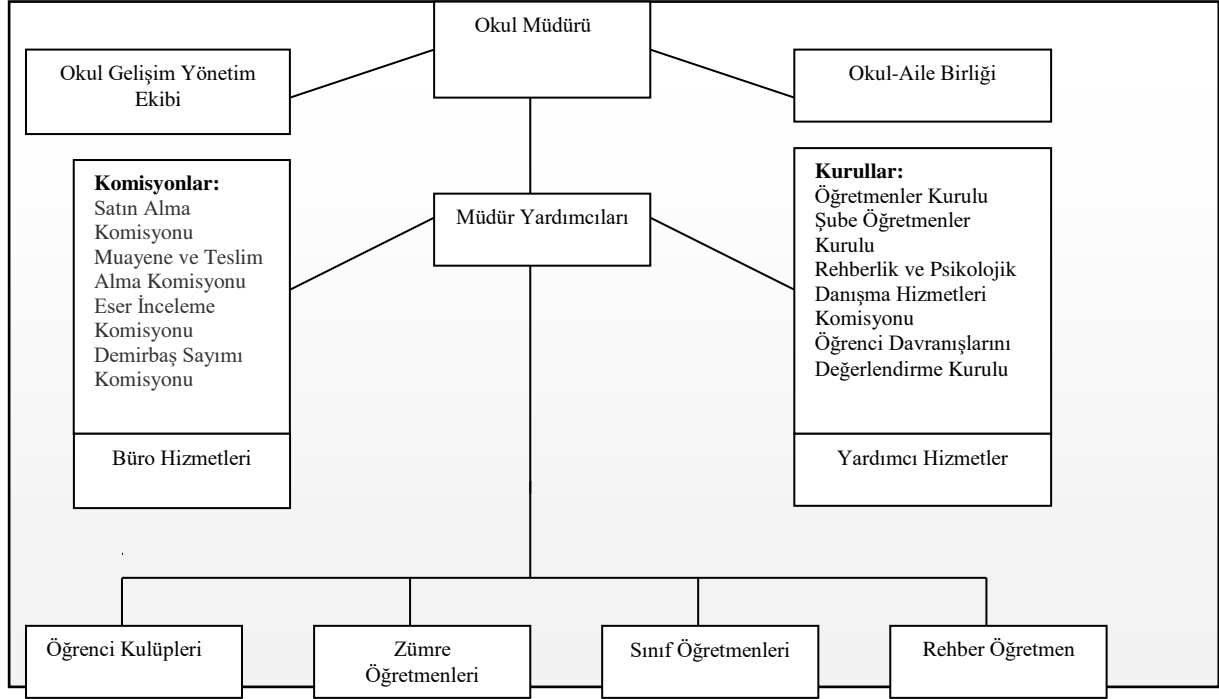 Okul Müdürü
Okul Gelişim Yönetim
Ekibi
Okul-Aile Birliği
Komisyonlar:
Satın Alma
Komisyonu
Muayene ve Teslim
Alma Komisyonu
Eser İnceleme
Komisyonu
Demirbaş Sayımı
Komisyonu
Müdür Yardımcıları
Kurullar:
Öğretmenler Kurulu
Şube Öğretmenler
Kurulu
Rehberlik ve Psikolojik
Danışma Hizmetleri
Komisyonu
Öğrenci Davranışlarını
Değerlendirme Kurulu
Büro Hizmetleri
Yardımcı Hizmetler
Öğrenci Kulüpleri
Zümre
Öğretmenleri
Sınıf Öğretmenleri
Rehber Öğretmen